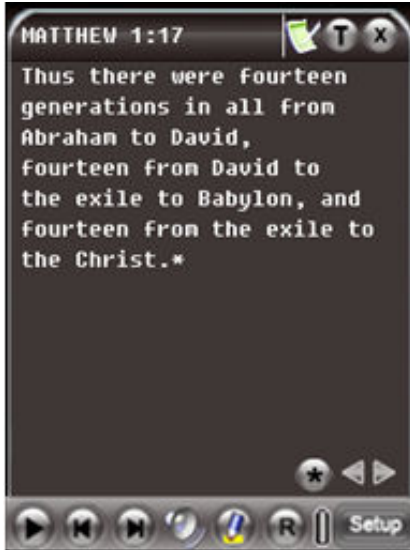 MATTHEW 1:17
T
X
Thus there were fourteen
generations in all from
Abraham to David,
fourteen from David to
the exile to Babylon, and
fourteen from the exile to
the Christ.*
*
R
Setup